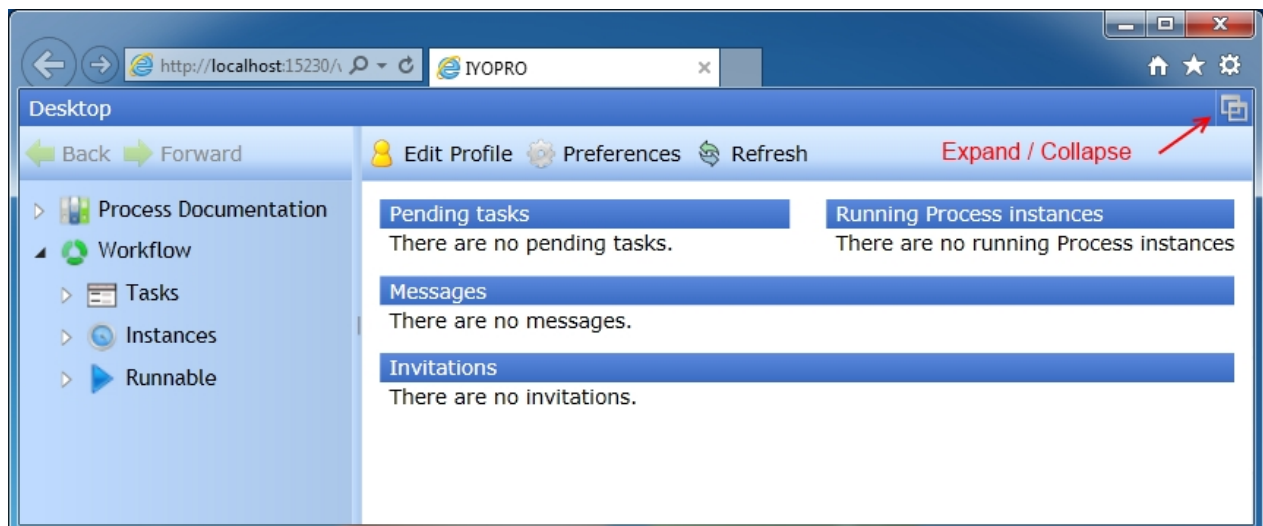 http://localhost:15230/
IYOPRO
Desktop
Back Forward
Edit Profile Preferences Refresh
Expand / Collapse
Process Documentation
Workflow
Tasks
Instances
Runnable
Pending tasks
There are no pending tasks.
Running Process instances
There are no running Process instances
Messages
There are no messages.
Invitations
There are no invitations.